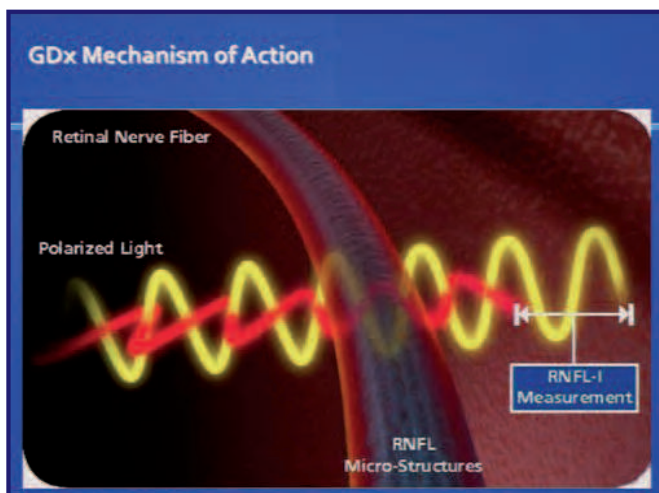 GDx Mechanism of Action
Retinal Nerve Fiber
Polarized Light
RNFL-I
Measurement
RNFL
Micro-Structures